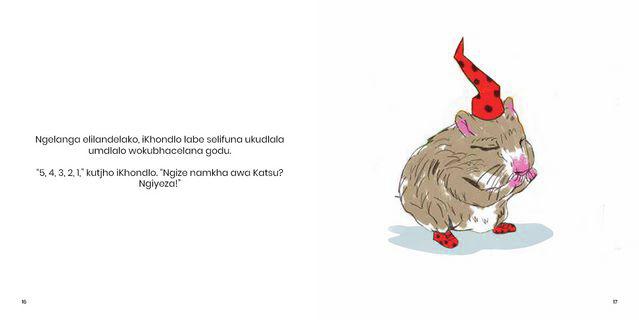 Ngelanga elilandelako, iKhondlo labe selifuna ukudlala
umdlalo wokubhacelana godu.
"5, 4, 3, 2, 1," kutjho iKhondlo. "Ngize namkha awa Katsu?
Ngiyeza!"
16
17